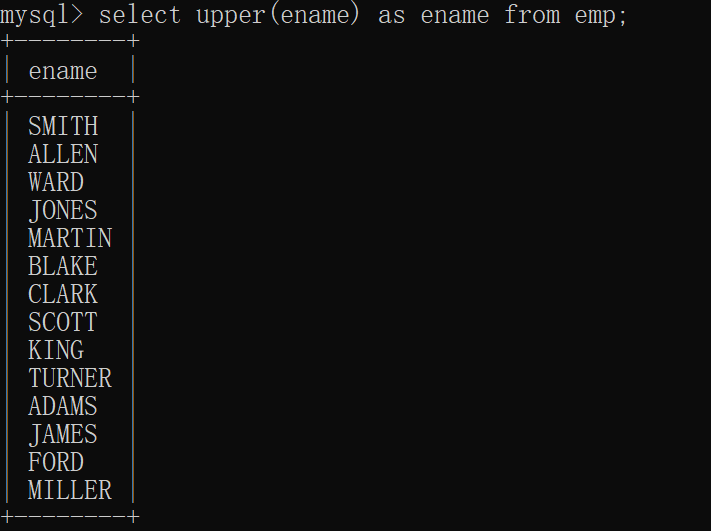 mysql> select upper(ename) as ename from emp;
+--------+
| ename  |
+--------+
| SMITH  |
| ALLEN  |
| WARD   |
| JONES  |
| MARTIN |
| BLAKE  |
| CLARK  |
| SCOTT  |
| KING   |
| TURNER |
| ADAMS  |
| JAMES  |
| FORD   |
| MILLER |
+--------+